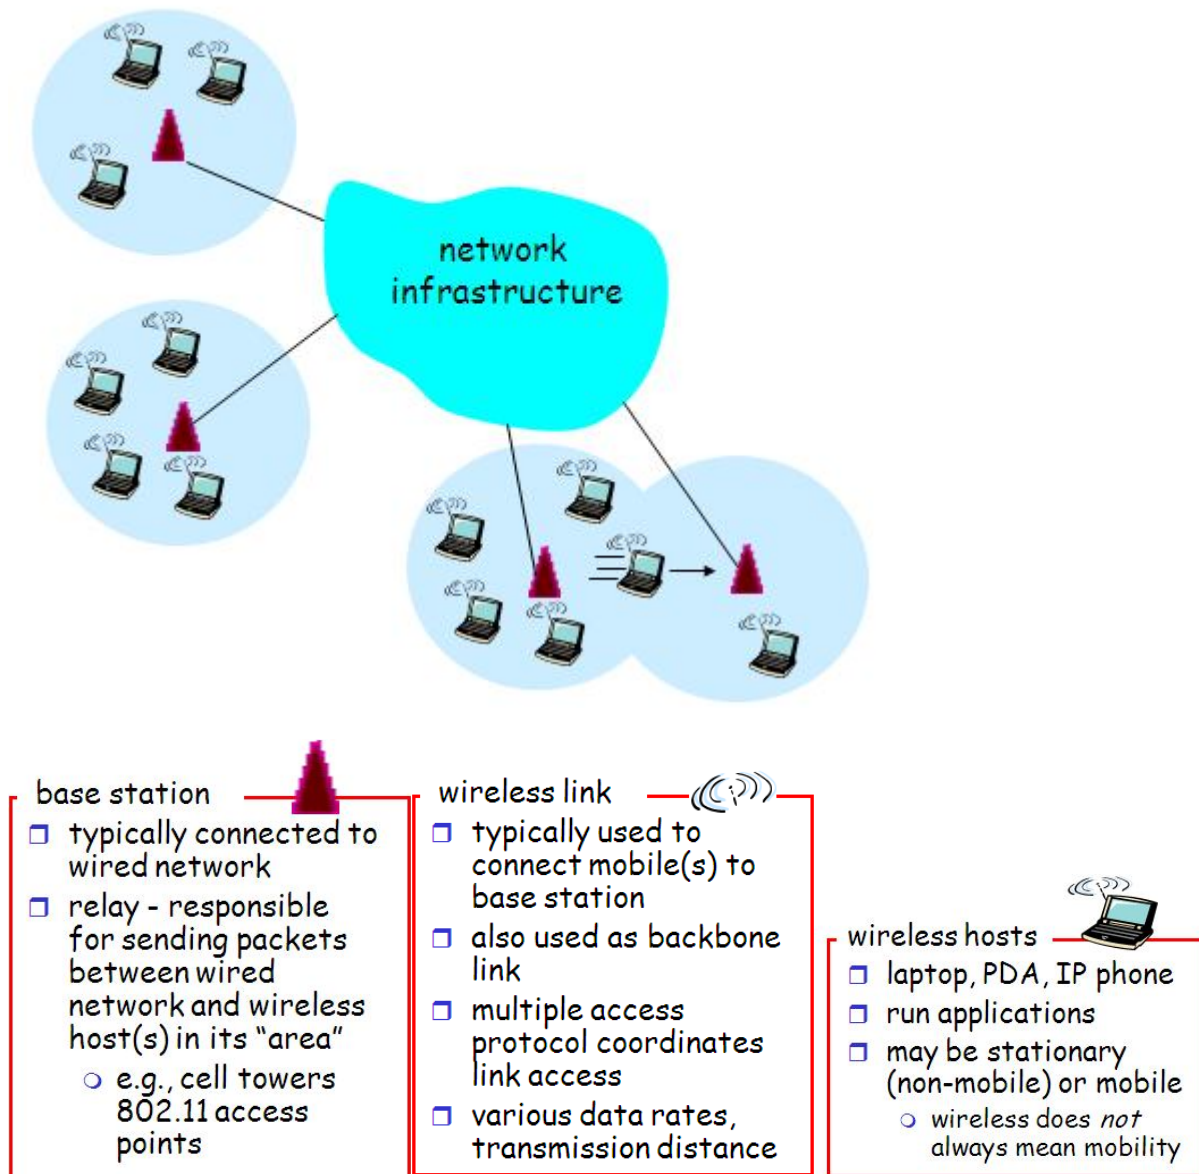 network
infrastructure
base station
typically connected to
wired network
relay - responsible
for sending packets
between wired
network and wireless
host(s) in its “area”
e.g., cell towers
802.11 access
points
wireless link
typically used to
connect mobile(s) to
base station
also used as backbone
link
multiple access
protocol coordinates
link access
various data rates,
transmission distance
wireless hosts
laptop, PDA, IP phone
run applications
may be stationary
(non-mobile) or mobile
wireless does not
always mean mobility